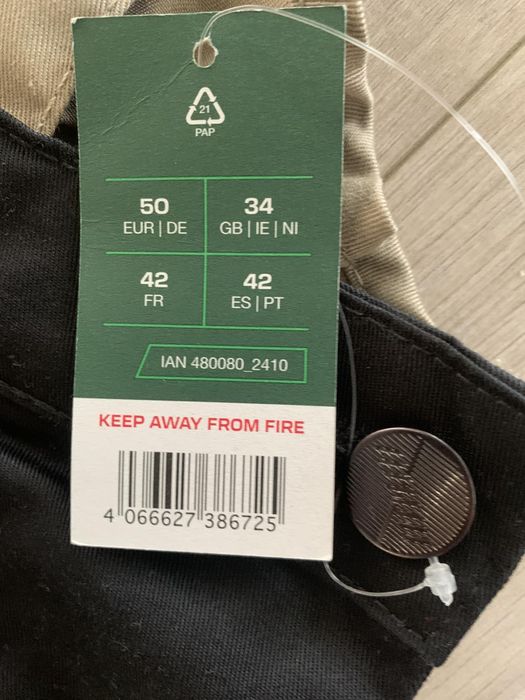 21
PAP
50
EUR | DE
34
GB | IE | NI
42
FR
42
ES | PT
IAN 480080_2410
KEEP AWAY FROM FIRE
4 066627 386725